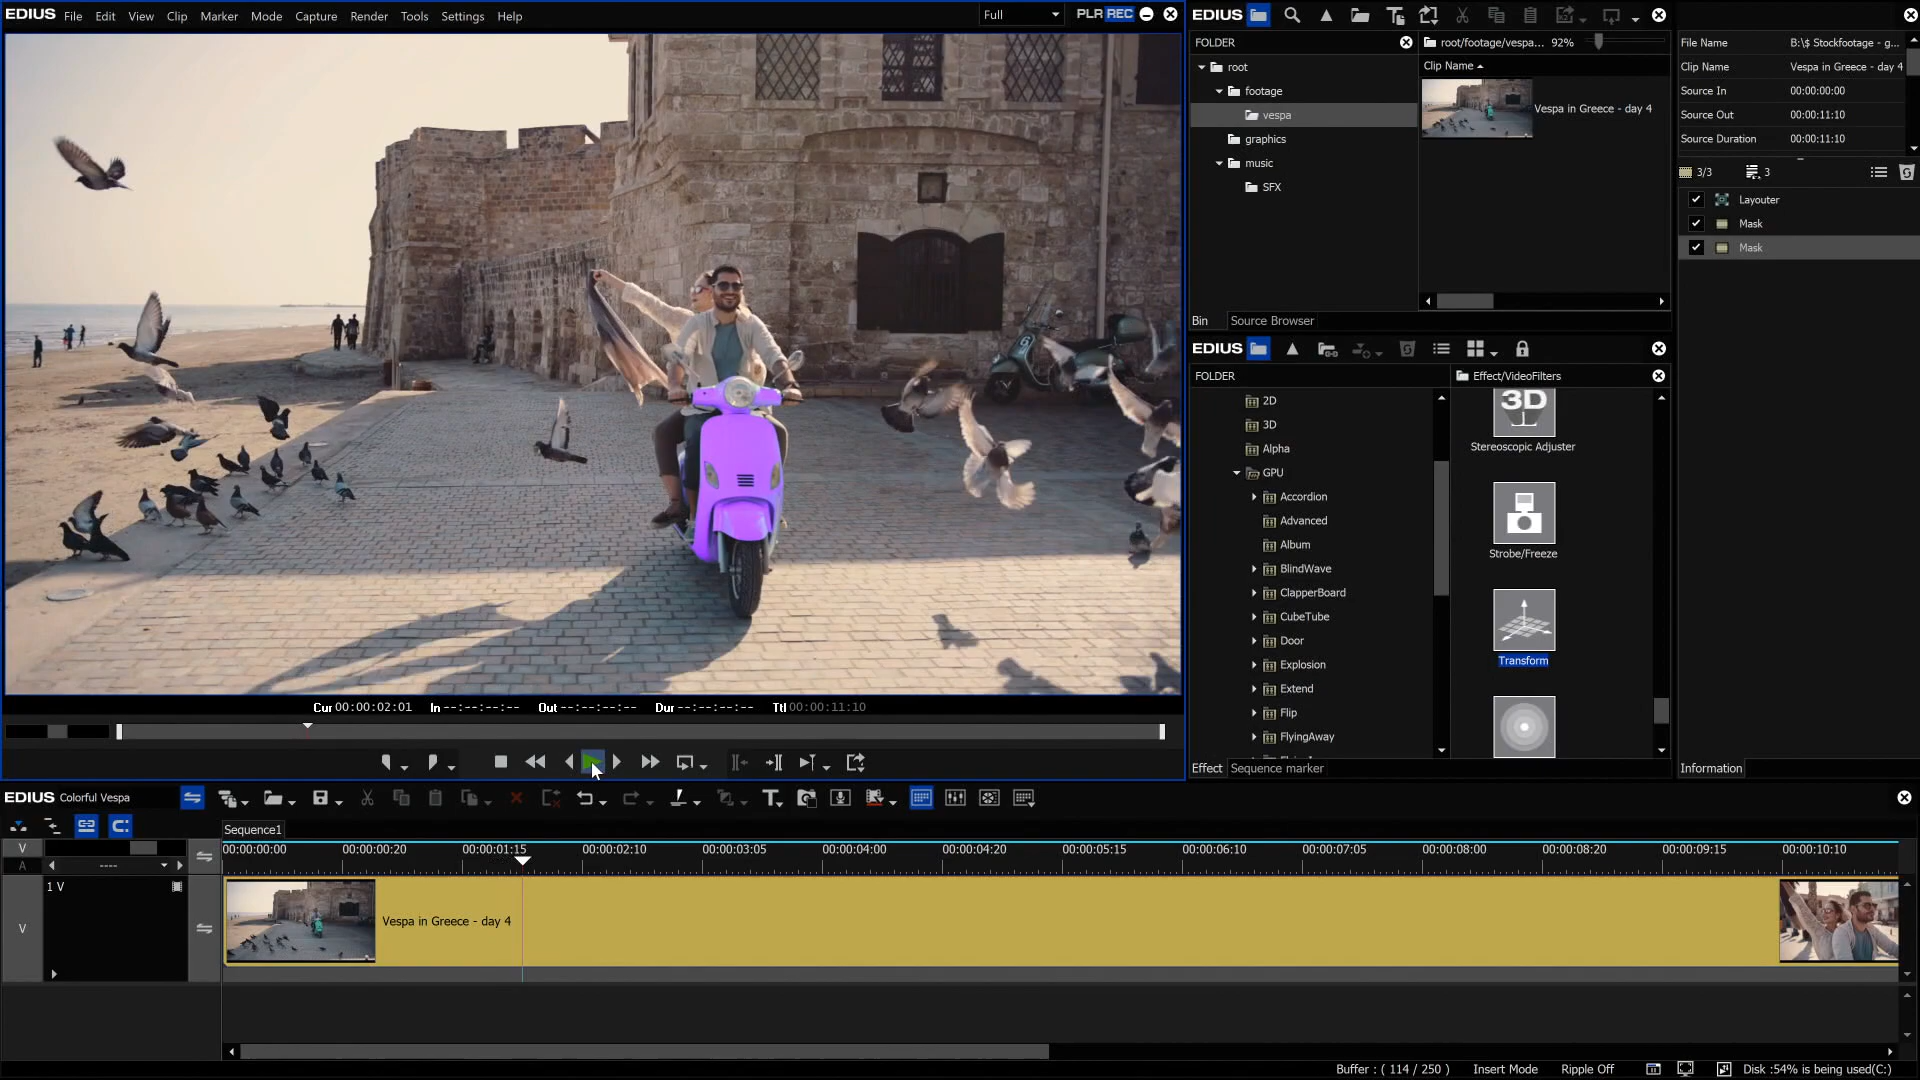 EDIUS File Edit View Clip Marker Mode Capture Render Tools Settings Help Full PLR REC
Cur 00:00:02:01 In --:--:--:-- Out --:--:--:-- Dur --:--:--:-- Ttl 00:00:11:10
EDIUS
FOLDER
root
footage
vespa
graphics
music
SFX
root/footage/vespa... 92%
Clip Name
Vespa in Greece - day 4
Bin Source Browser
EDIUS
FOLDER
2D
3D
Alpha
GPU
Accordion
Advanced
Album
BlindWave
ClapperBoard
CubeTube
Door
Explosion
Extend
Flip
FlyingAway
Effect/VideoFilters
3D
Stereoscopic Adjuster
Strobe/Freeze
Transform
Effect Sequence marker
File Name B:\$ Stockfootage - g...
Clip Name Vespa in Greece - day 4
Source In 00:00:00:00
Source Out 00:00:11:10
Source Duration 00:00:11:10
3/3 3
Layouter
Mask
Mask
Information
EDIUS Colorful Vespa
Sequence1
V 00:00:00:00 00:00:00:20 00:00:01:15 00:00:02:10 00:00:03:05 00:00:04:00 00:00:04:20 00:00:05:15 00:00:06:10 00:00:07:05 00:00:08:00 00:00:08:20 00:00:09:15 00:00:10:10
A ----
1 V
V
Vespa in Greece - day 4
Buffer : ( 114 / 250 ) Insert Mode Ripple Off Disk :54% is being used(C:)